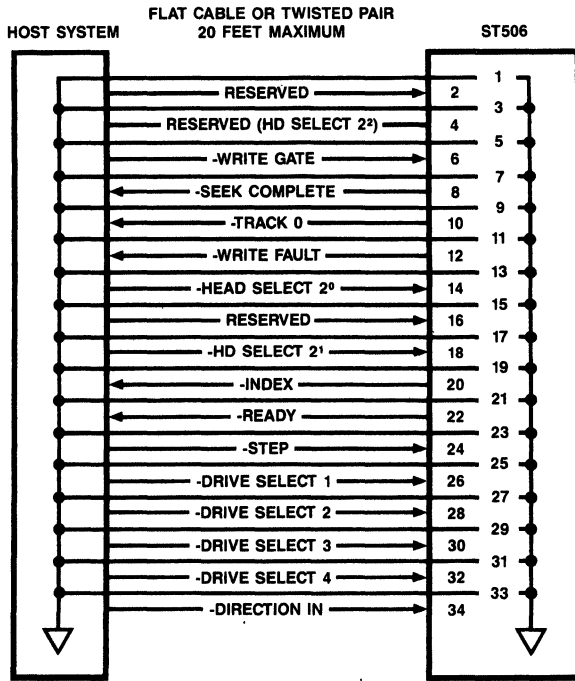 FLAT CABLE OR TWISTED PAIR
HOST SYSTEM 20 FEET MAXIMUM ST506
1
RESERVED 2
3
RESERVED (HD SELECT 2²) 4
5
-WRITE GATE 6
7
-SEEK COMPLETE 8
9
-TRACK 0 10
11
-WRITE FAULT 12
13
-HEAD SELECT 2⁰ 14
15
RESERVED 16
17
-HD SELECT 2¹ 18
19
-INDEX 20
21
-READY 22
23
-STEP 24
25
-DRIVE SELECT 1 26
27
-DRIVE SELECT 2 28
29
-DRIVE SELECT 3 30
31
-DRIVE SELECT 4 32
33
-DIRECTION IN 34